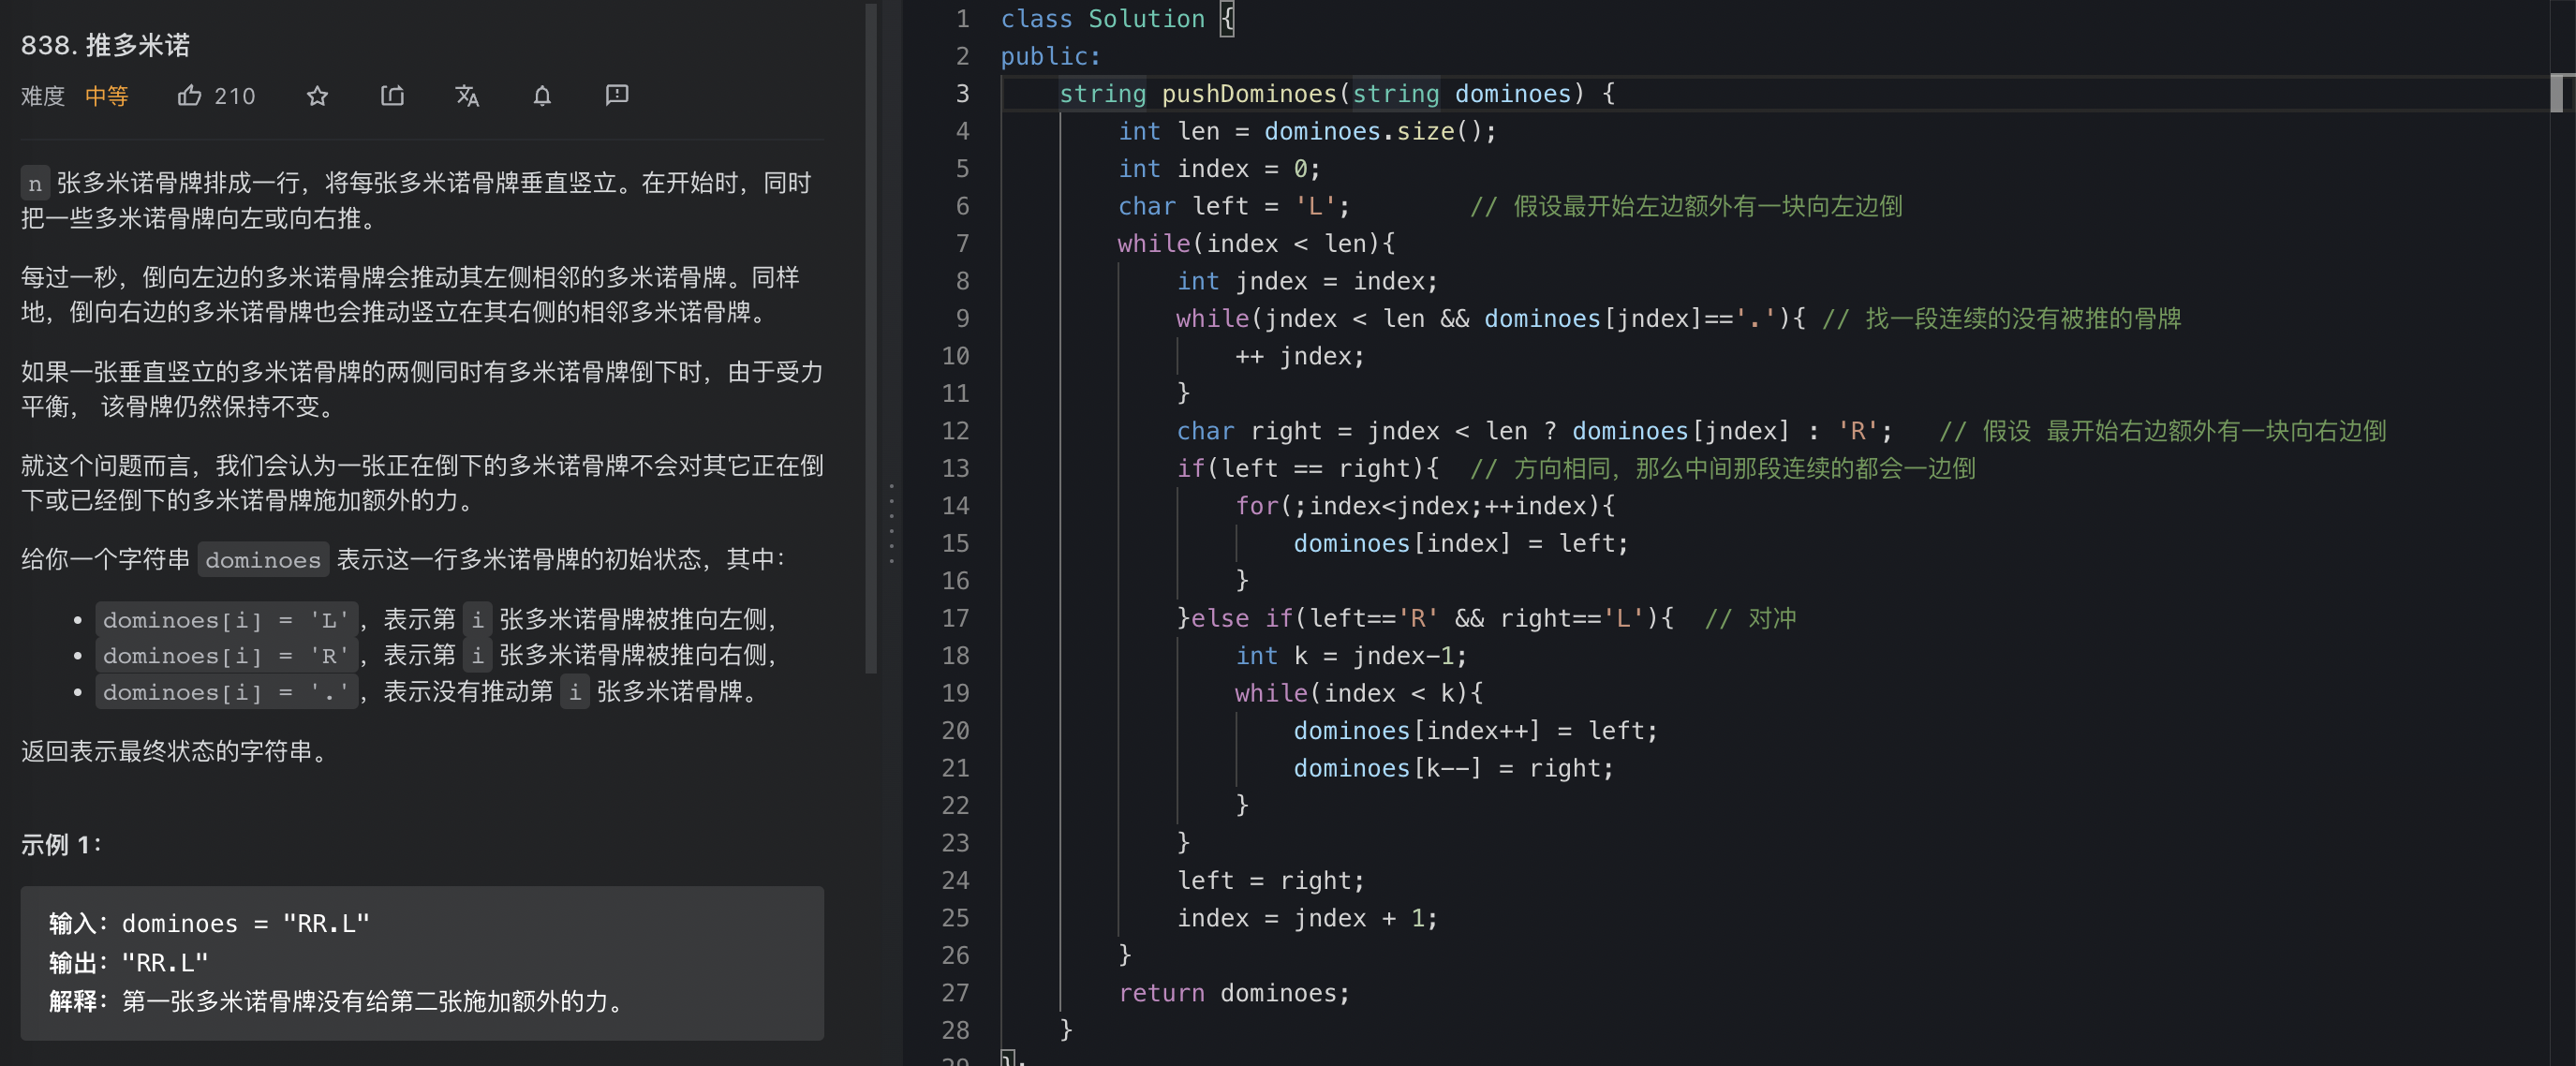 838. 推多米诺
难度 中等 210
n 张多米诺骨牌排成一行，将每张多米诺骨牌垂直竖立。在开始时，同时
把一些多米诺骨牌向左或向右推。
每过一秒，倒向左边的多米诺骨牌会推动其左侧相邻的多米诺骨牌。同样
地，倒向右边的多米诺骨牌也会推动竖立在其右侧的相邻多米诺骨牌。
如果一张垂直竖立的多米诺骨牌的两侧同时有多米诺骨牌倒下时，由于受力
平衡， 该骨牌仍然保持不变。
就这个问题而言，我们会认为一张正在倒下的多米诺骨牌不会对其它正在倒
下或已经倒下的多米诺骨牌施加额外的力。
给你一个字符串 dominoes 表示这一行多米诺骨牌的初始状态，其中：
• dominoes[i] = 'L'，表示第 i 张多米诺骨牌被推向左侧，
• dominoes[i] = 'R'，表示第 i 张多米诺骨牌被推向右侧，
• dominoes[i] = '.'，表示没有推动第 i 张多米诺骨牌。
返回表示最终状态的字符串。
示例 1：
输入：dominoes = "RR.L"
输出："RR.L"
解释：第一张多米诺骨牌没有给第二张施加额外的力。
1 class Solution {
2 public:
3 string pushDominoes(string dominoes) {
4 int len = dominoes.size();
5 int index = 0;
6 char left = 'L'; // 假设最开始左边额外有一块向左边倒
7 while(index < len){
8 int jndex = index;
9 while(jndex < len && dominoes[jndex]=='.'){ // 找一段连续的没有被推的骨牌
10 ++ jndex;
11 }
12 char right = jndex < len ? dominoes[jndex] : 'R'; // 假设 最开始右边额外有一块向右边倒
13 if(left == right){ // 方向相同，那么中间那段连续的都会一边倒
14 for(;index<jndex;++index){
15 dominoes[index] = left;
16 }
17 }else if(left=='R' && right=='L'){ // 对冲
18 int k = jndex-1;
19 while(index < k){
20 dominoes[index++] = left;
21 dominoes[k--] = right;
22 }
23 }
24 left = right;
25 index = jndex + 1;
26 }
27 return dominoes;
28 }
29 };